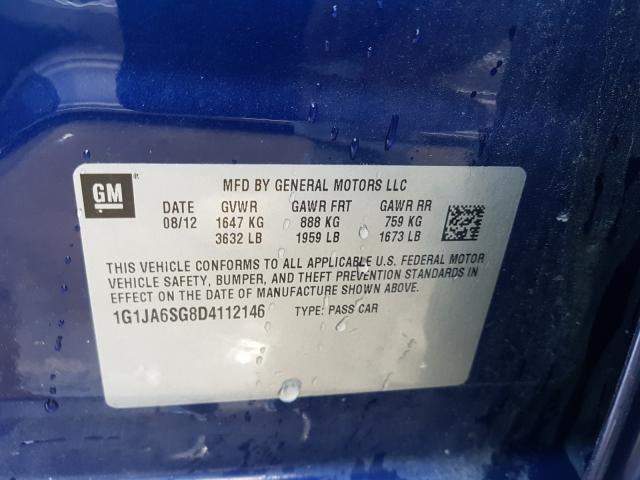 GM
MFD BY GENERAL MOTORS LLC
DATE GVWR GAWR FRT GAWR RR
08/12 1647 KG 888 KG 759 KG
3632 LB 1959 LB 1673 LB
THIS VEHICLE CONFORMS TO ALL APPLICABLE U.S. FEDERAL MOTOR
VEHICLE SAFETY, BUMPER, AND THEFT PREVENTION STANDARDS IN
EFFECT ON THE DATE OF MANUFACTURE SHOWN ABOVE.
1G1JA6SG8D4112146 TYPE: PASS CAR